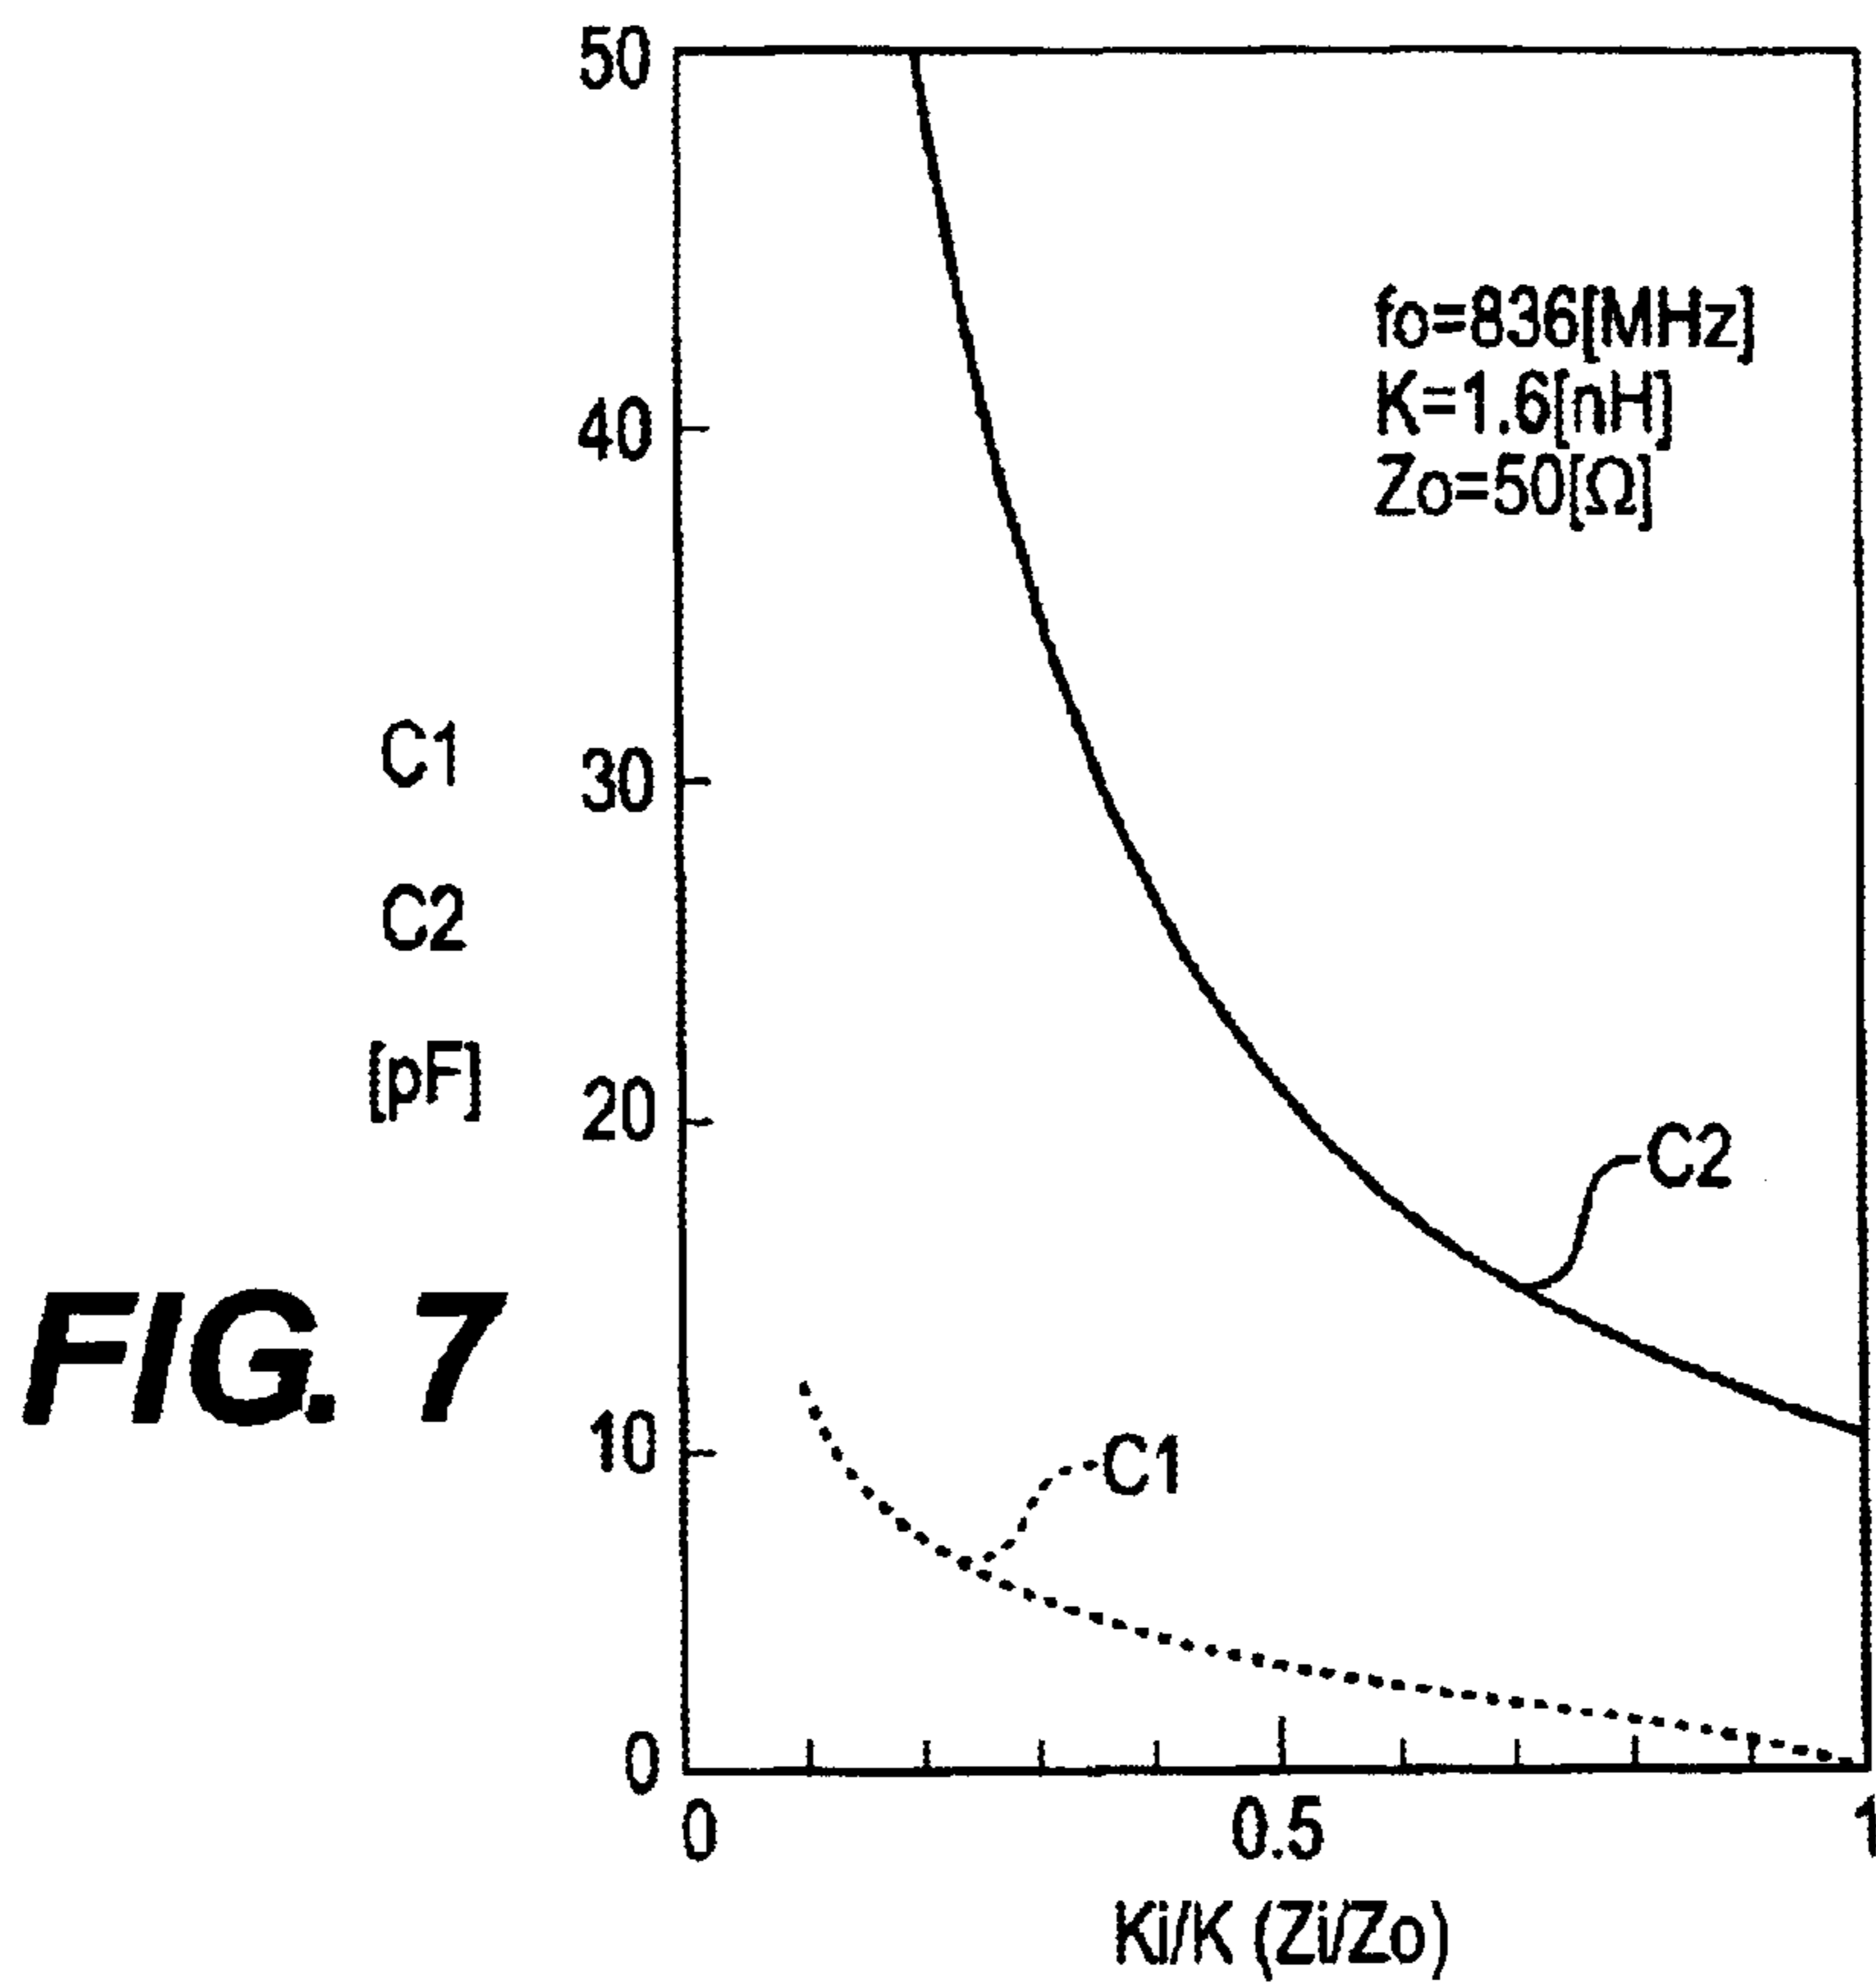 50
fo=836[MHz]
K=1.6[nH]
Zo=50[Ω]
40
C1
30
C2
[pF]
20
C2
FIG. 7
10
C1
0
0
0.5
1
Ki/K (Zi/Zo)